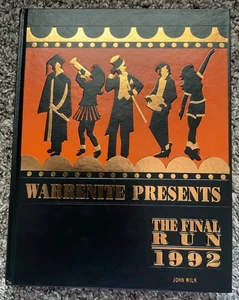 WARRENITE PRESENTS
THE FINAL
RUN
1992
JOHN WILK